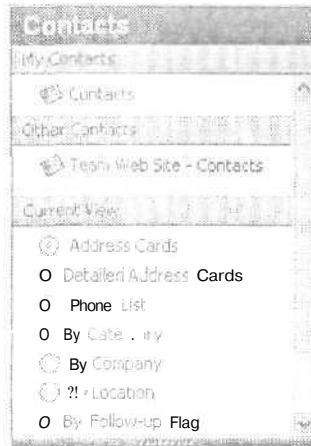 Contacts
My Contacts
Contacts
Other Contacts
Team Web Site - Contacts
Current View
Address Cards
Detailed Address Cards
Phone List
By
By Company
Location
By Follow-up Flag